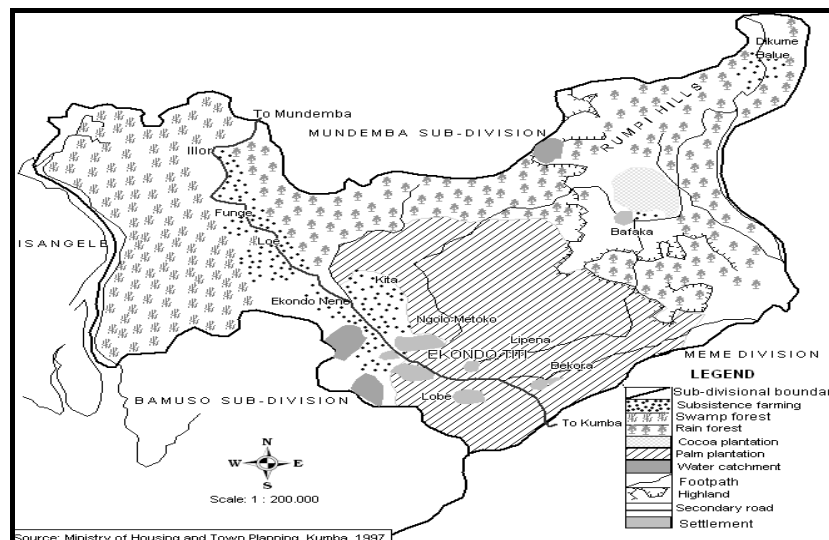 Dikume
Balue
To Mundemba
MUNDEMBA SUB-DIVISION
RUMPI HILLS
Illor
Funge
Loe
ISANGELE
Bafaka
Kita
Ekondo Nene
Ngolo Metoko
Lipena
EKONDO TITI
Bekora
MEME DIVISION
Lobe
BAMUSO SUB-DIVISION
To Kumba
LEGEND
Sub-divisional boundar
Subsistence farming
Swamp forest
Rain forest
Cocoa plantation
Palm plantation
Water catchment
Footpath
Highland
Secondary road
Settlement
N
W E
S
Scale: 1 : 200.000
Source: Ministry of Housing and Town Planning, Kumba, 1997